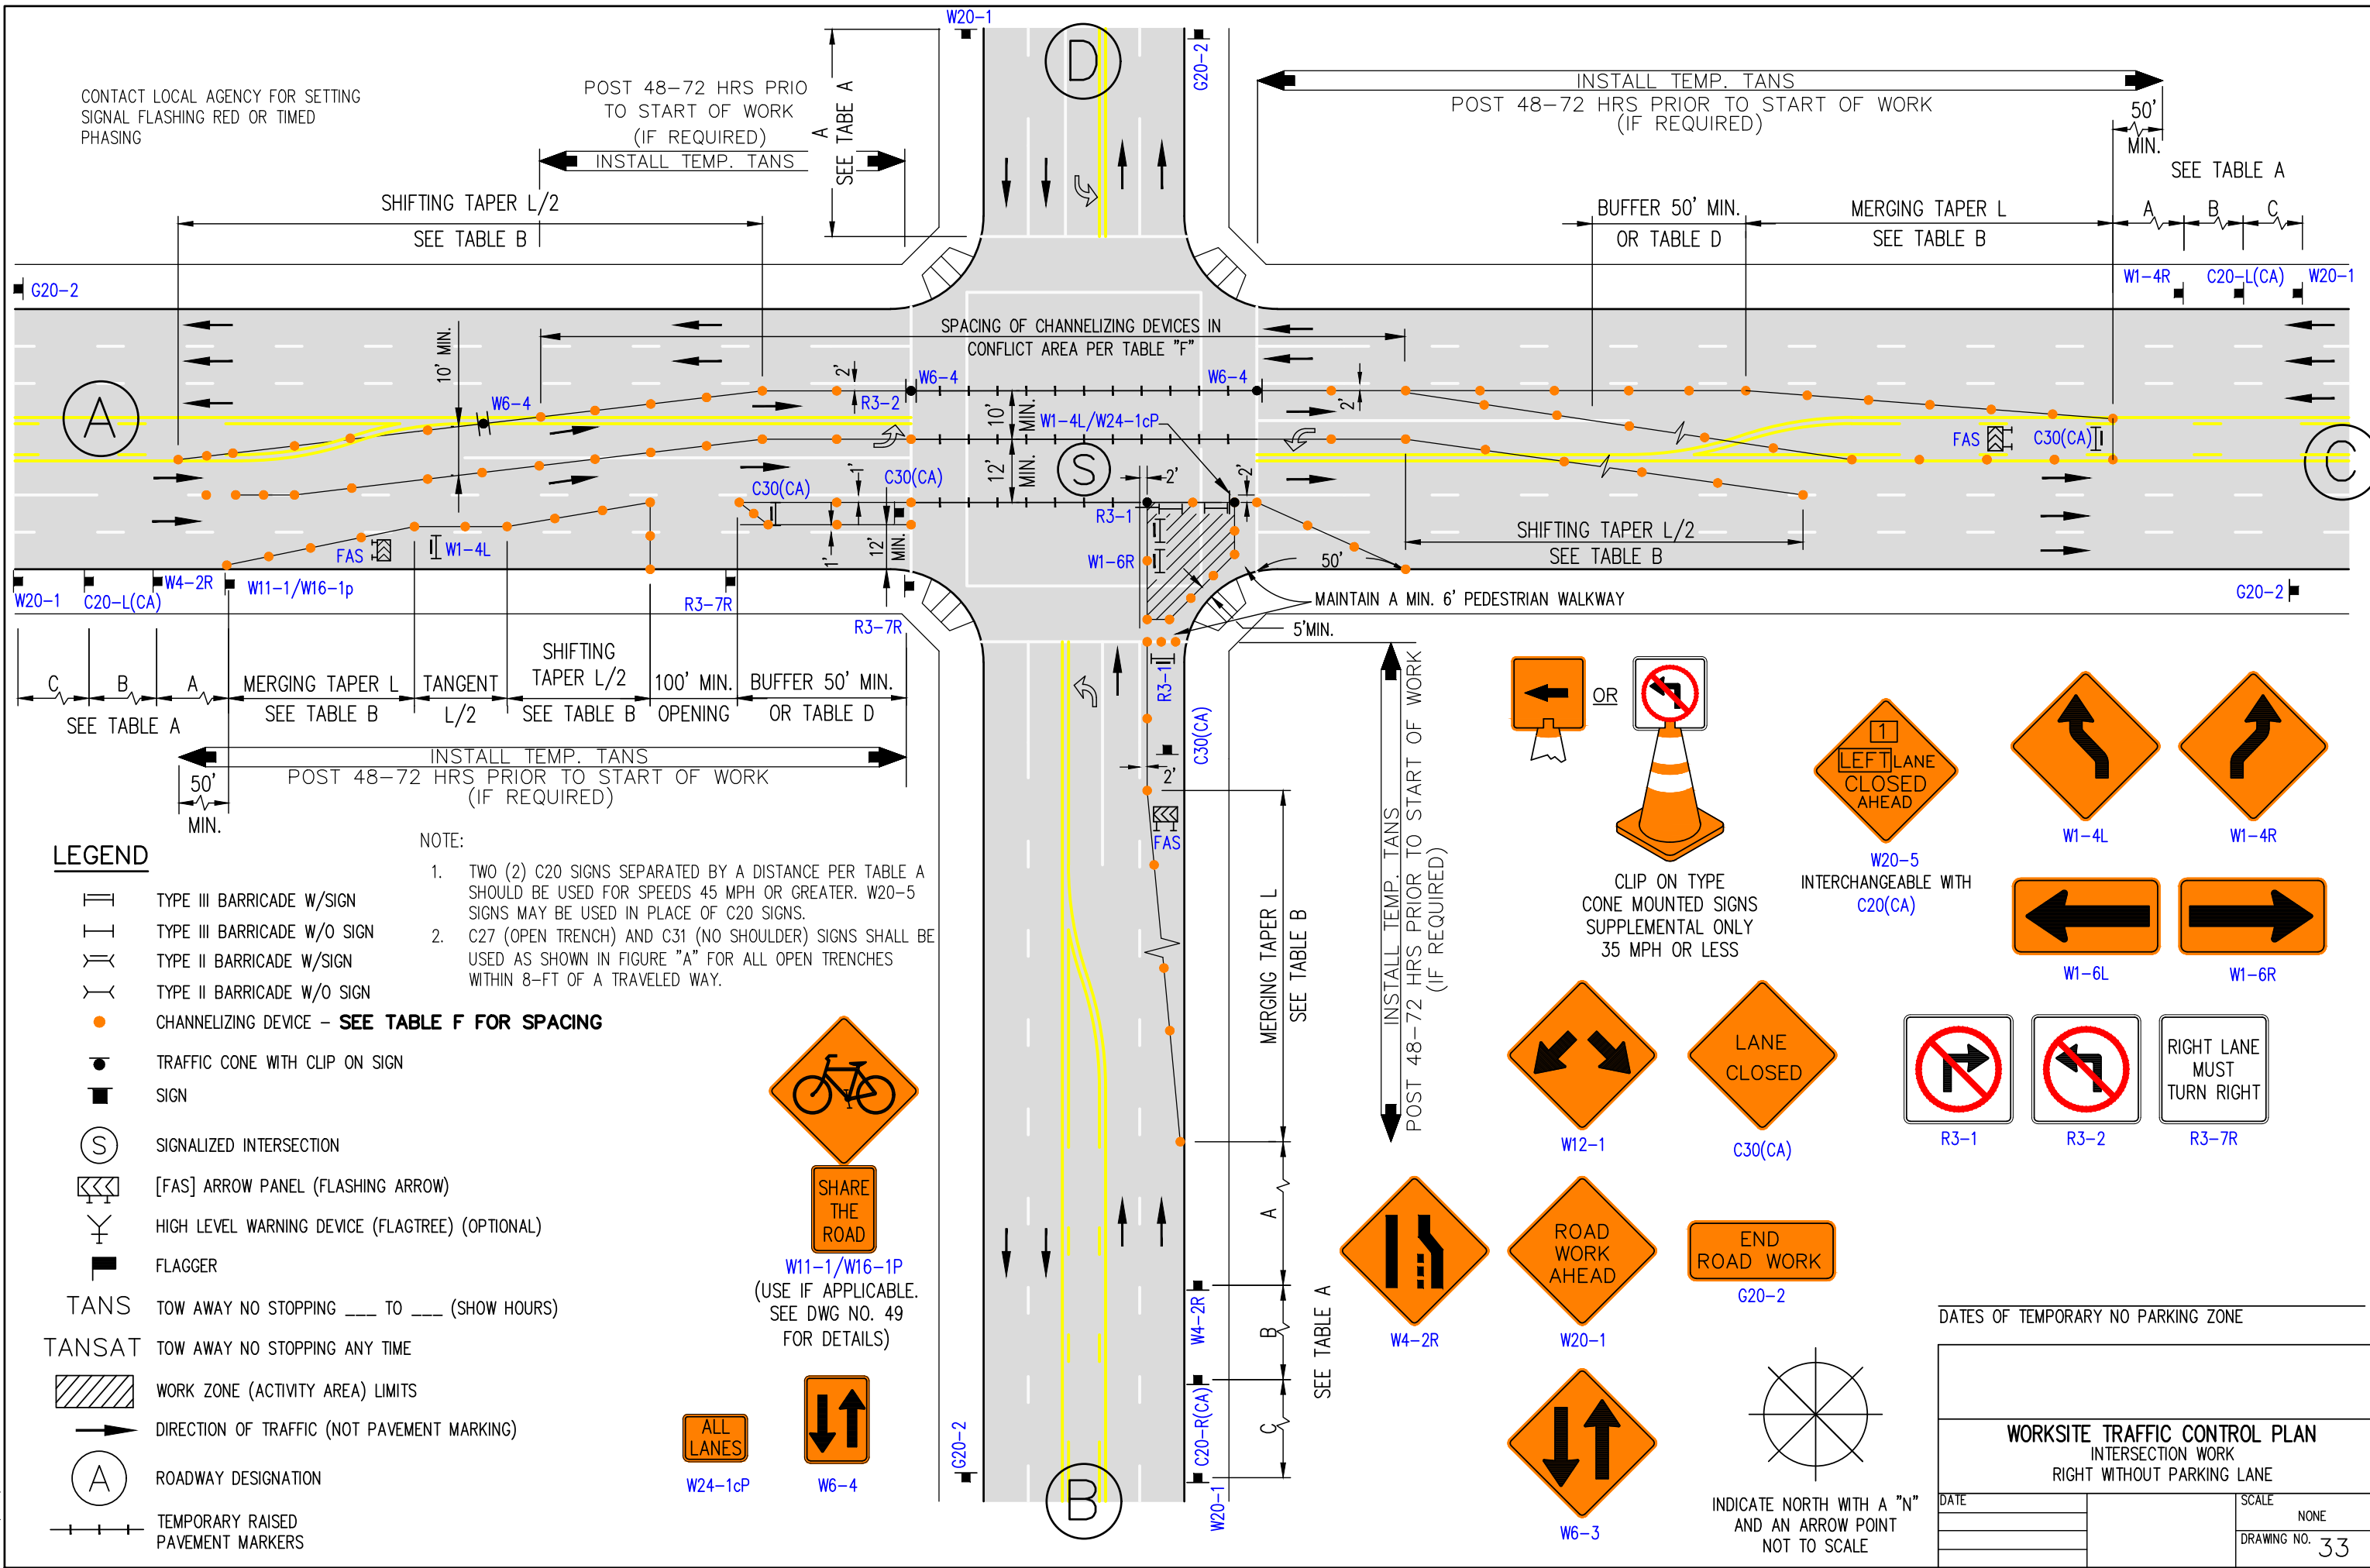 W20-1
G20-2
CONTACT LOCAL AGENCY FOR SETTING
SIGNAL FLASHING RED OR TIMED
PHASING
POST 48-72 HRS PRIO
TO START OF WORK
(IF REQUIRED)
INSTALL TEMP. TANS
A
SEE TABE A
D
INSTALL TEMP. TANS
POST 48-72 HRS PRIOR TO START OF WORK
(IF REQUIRED)
50'
MIN.
SEE TABLE A
SHIFTING TAPER L/2
SEE TABLE B
BUFFER 50' MIN.
OR TABLE D
MERGING TAPER L
SEE TABLE B
A
B
C
G20-2
W1-4R
C20-L(CA)
W20-1
10' MIN.
SPACING OF CHANNELIZING DEVICES IN
CONFLICT AREA PER TABLE "F"
2'
W6-4
W6-4
2'
A
W6-4
R3-2
10'
MIN.
W1-4L/W24-1cP
FAS
C30(CA)
C
S
12'
MIN.
2'
2'
C30(CA)
1'
C30(CA)
R3-1
FAS
W1-4L
1'
12'
MIN.
W1-6R
50'
SHIFTING TAPER L/2
SEE TABLE B
W20-1
C20-L(CA)
W4-2R
W11-1/W16-1p
R3-7R
R3-7R
G20-2
MAINTAIN A MIN. 6' PEDESTRIAN WALKWAY
5'MIN.
C
B
A
SEE TABLE A
MERGING TAPER L
SEE TABLE B
TANGENT
L/2
SHIFTING
TAPER L/2
SEE TABLE B
100' MIN.
OPENING
BUFFER 50' MIN.
OR TABLE D
INSTALL TEMP. TANS
POST 48-72 HRS PRIOR TO START OF WORK
(IF REQUIRED)
50'
MIN.
R3-1
C30(CA)
2'
FAS
MERGING TAPER L
SEE TABLE B
INSTALL TEMP. TANS
POST 48-72 HRS PRIOR TO START OF WORK
(IF REQUIRED)
A
B
C
SEE TABLE A
W4-2R
C20-R(CA)
W20-1
G20-2
B
LEGEND
TYPE III BARRICADE W/SIGN
TYPE III BARRICADE W/O SIGN
TYPE II BARRICADE W/SIGN
TYPE II BARRICADE W/O SIGN
CHANNELIZING DEVICE - SEE TABLE F FOR SPACING
TRAFFIC CONE WITH CLIP ON SIGN
SIGN
S SIGNALIZED INTERSECTION
[FAS] ARROW PANEL (FLASHING ARROW)
HIGH LEVEL WARNING DEVICE (FLAGTREE) (OPTIONAL)
FLAGGER
TANS TOW AWAY NO STOPPING ___ TO ___ (SHOW HOURS)
TANSAT TOW AWAY NO STOPPING ANY TIME
WORK ZONE (ACTIVITY AREA) LIMITS
DIRECTION OF TRAFFIC (NOT PAVEMENT MARKING)
A ROADWAY DESIGNATION
TEMPORARY RAISED
PAVEMENT MARKERS
NOTE:
1. TWO (2) C20 SIGNS SEPARATED BY A DISTANCE PER TABLE A
SHOULD BE USED FOR SPEEDS 45 MPH OR GREATER. W20-5
SIGNS MAY BE USED IN PLACE OF C20 SIGNS.
2. C27 (OPEN TRENCH) AND C31 (NO SHOULDER) SIGNS SHALL BE
USED AS SHOWN IN FIGURE "A" FOR ALL OPEN TRENCHES
WITHIN 8-FT OF A TRAVELED WAY.
SHARE
THE
ROAD
W11-1/W16-1P
(USE IF APPLICABLE.
SEE DWG NO. 49
FOR DETAILS)
ALL
LANES
W24-1cP
W6-4
OR
CLIP ON TYPE
CONE MOUNTED SIGNS
SUPPLEMENTAL ONLY
35 MPH OR LESS
1
LEFT LANE
CLOSED
AHEAD
W20-5
INTERCHANGEABLE WITH
C20(CA)
W1-4L
W1-4R
W1-6L
W1-6R
W12-1
LANE
CLOSED
C30(CA)
R3-1
R3-2
RIGHT LANE
MUST
TURN RIGHT
R3-7R
W4-2R
ROAD
WORK
AHEAD
W20-1
END
ROAD WORK
G20-2
W6-3
INDICATE NORTH WITH A "N"
AND AN ARROW POINT
NOT TO SCALE
DATES OF TEMPORARY NO PARKING ZONE
WORKSITE TRAFFIC CONTROL PLAN
INTERSECTION WORK
RIGHT WITHOUT PARKING LANE
DATE
SCALE
NONE
DRAWING NO. 33